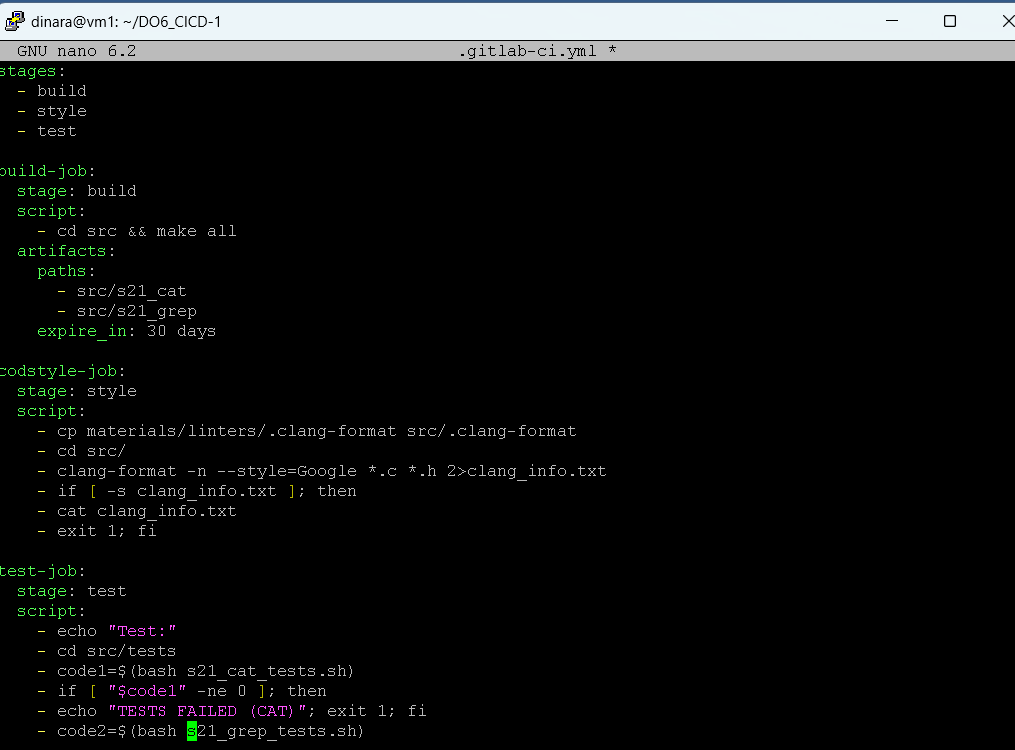 dinara@vm1: ~/DO6_CICD-1
GNU nano 6.2 .gitlab-ci.yml *
stages:
  - build
  - style
  - test

build-job:
  stage: build
  script:
    - cd src && make all
  artifacts:
    paths:
      - src/s21_cat
      - src/s21_grep
    expire_in: 30 days

codstyle-job:
  stage: style
  script:
    - cp materials/linters/.clang-format src/.clang-format
    - cd src/
    - clang-format -n --style=Google *.c *.h 2>clang_info.txt
    - if [ -s clang_info.txt ]; then
    - cat clang_info.txt
    - exit 1; fi

test-job:
  stage: test
  script:
    - echo "Test:"
    - cd src/tests
    - code1=$(bash s21_cat_tests.sh)
    - if [ "$code1" -ne 0 ]; then
    - echo "TESTS FAILED (CAT)"; exit 1; fi
    - code2=$(bash s21_grep_tests.sh)